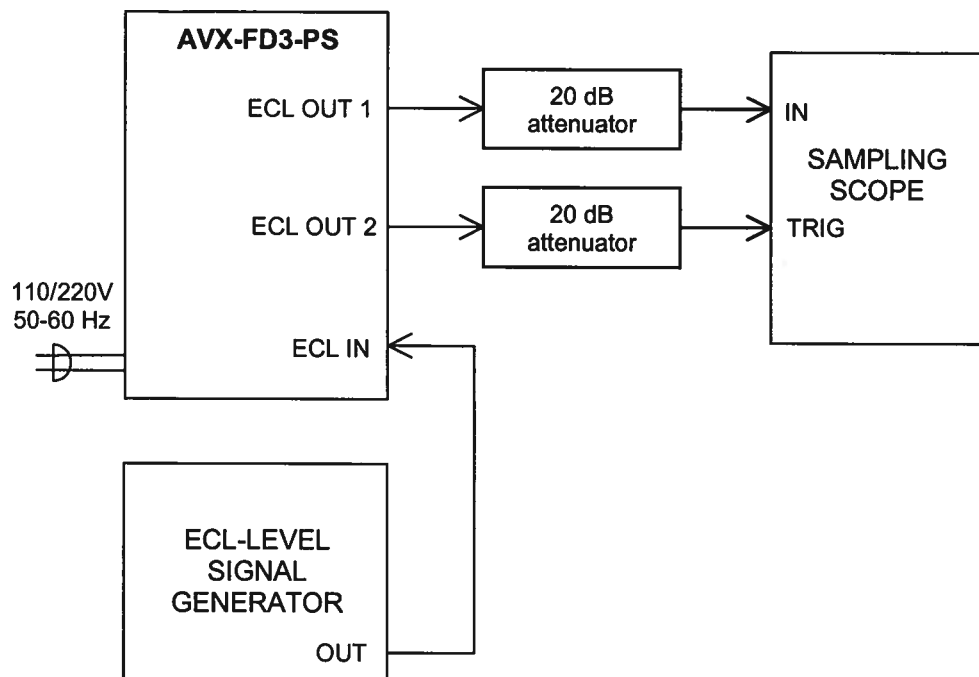 AVX-FD3-PS
ECL OUT 1
20 dB
attenuator
IN
SAMPLING
SCOPE
ECL OUT 2
20 dB
attenuator
TRIG
110/220V
50-60 Hz
ECL IN
ECL-LEVEL
SIGNAL
GENERATOR
OUT